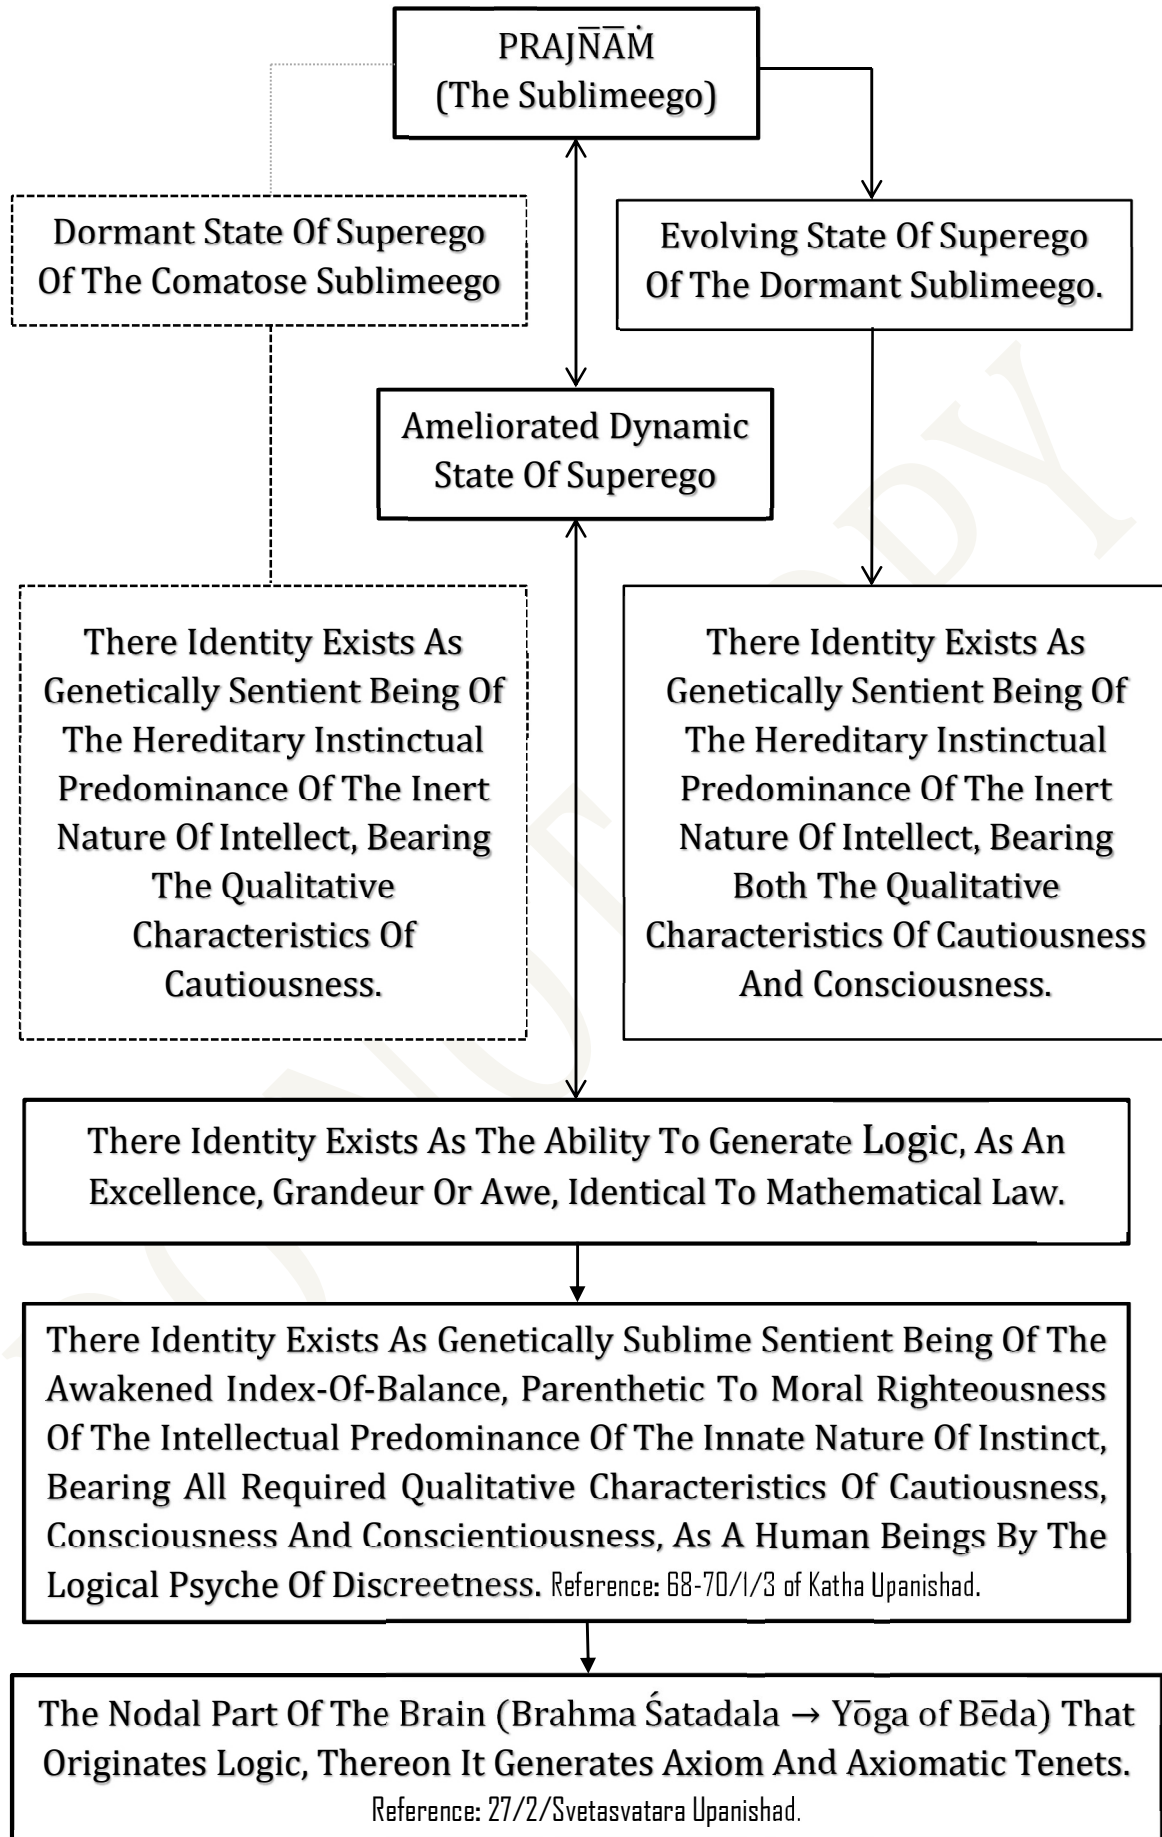 PRAJN̅A̅Ṁ
(The Sublimeego)
Dormant State Of Superego
Of The Comatose Sublimeego
Evolving State Of Superego
Of The Dormant Sublimeego.
Ameliorated Dynamic
State Of Superego
There Identity Exists As
Genetically Sentient Being Of
The Hereditary Instinctual
Predominance Of The Inert
Nature Of Intellect, Bearing
The Qualitative
Characteristics Of
Cautiousness.
There Identity Exists As
Genetically Sentient Being Of
The Hereditary Instinctual
Predominance Of The Inert
Nature Of Intellect, Bearing
Both The Qualitative
Characteristics Of Cautiousness
And Consciousness.
There Identity Exists As The Ability To Generate Logic, As An
Excellence, Grandeur Or Awe, Identical To Mathematical Law.
There Identity Exists As Genetically Sublime Sentient Being Of The
Awakened Index-Of-Balance, Parenthetic To Moral Righteousness
Of The Intellectual Predominance Of The Innate Nature Of Instinct,
Bearing All Required Qualitative Characteristics Of Cautiousness,
Consciousness And Conscientiousness, As A Human Beings By The
Logical Psyche Of Discreetness. Reference: 68-70/1/3 of Katha Upanishad.
The Nodal Part Of The Brain (Brahma Śatadala → Yōga of Bēda) That
Originates Logic, Thereon It Generates Axiom And Axiomatic Tenets.
Reference: 27/2/Svetasvatara Upanishad.